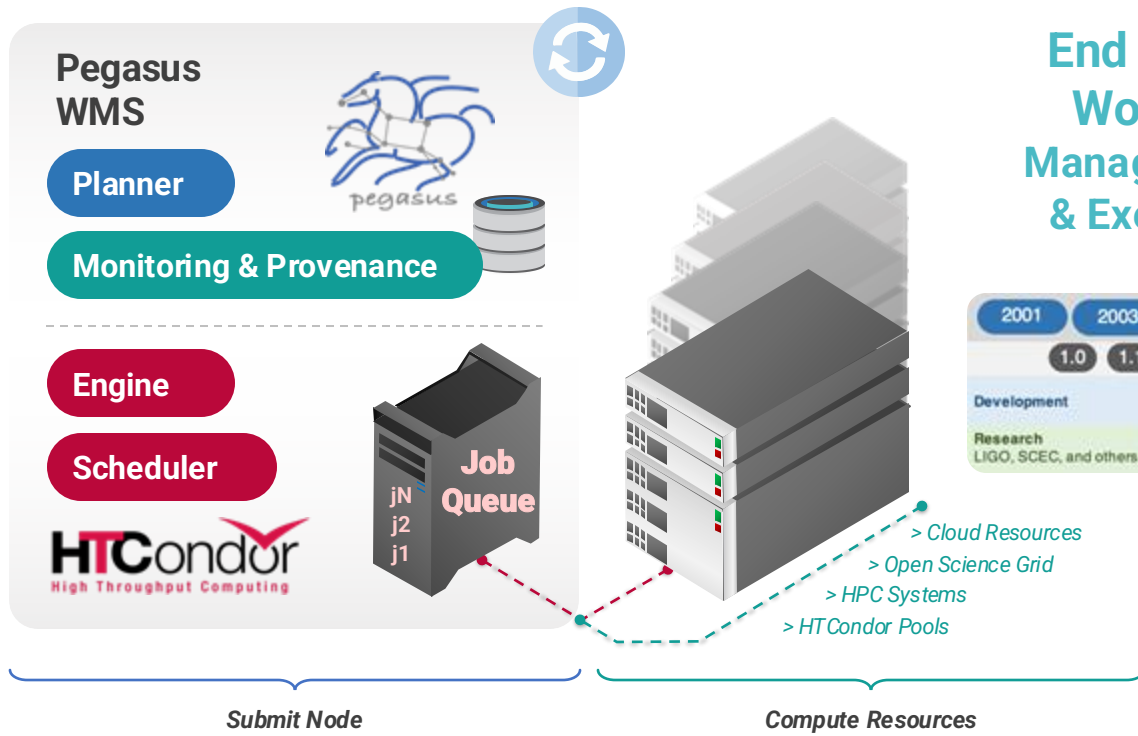 Pegasus
WMS
pegasus
Planner
Monitoring & Provenance
Engine
Scheduler
HTCondor
High Throughput Computing
Job
Queue
jN
j2
j1
End
Wo
Manag
& Exe
2001 2003
1.0 1.1
Development
Research
LIGO, SCEC, and others
> Cloud Resources
> Open Science Grid
> HPC Systems
> HTCondor Pools
Submit Node
Compute Resources